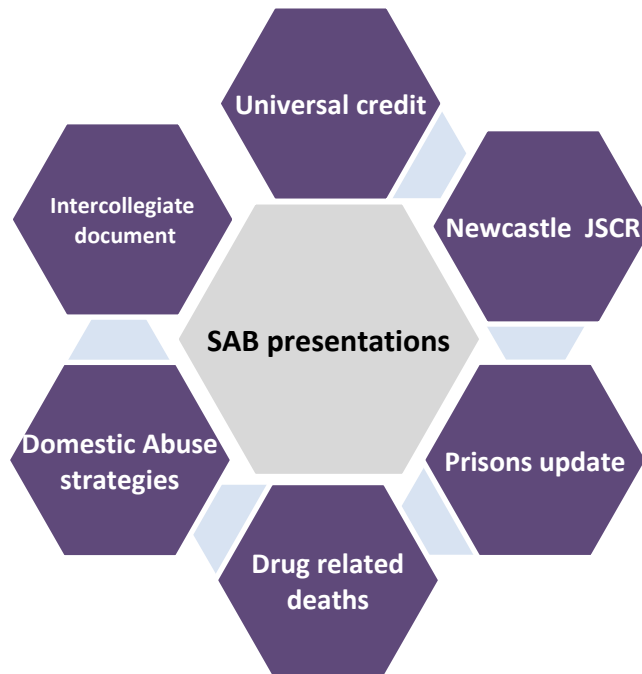 Universal credit
Newcastle  JSCR
Prisons update
Drug related
deaths
Domestic Abuse
strategies
Intercollegiate
document
SAB presentations